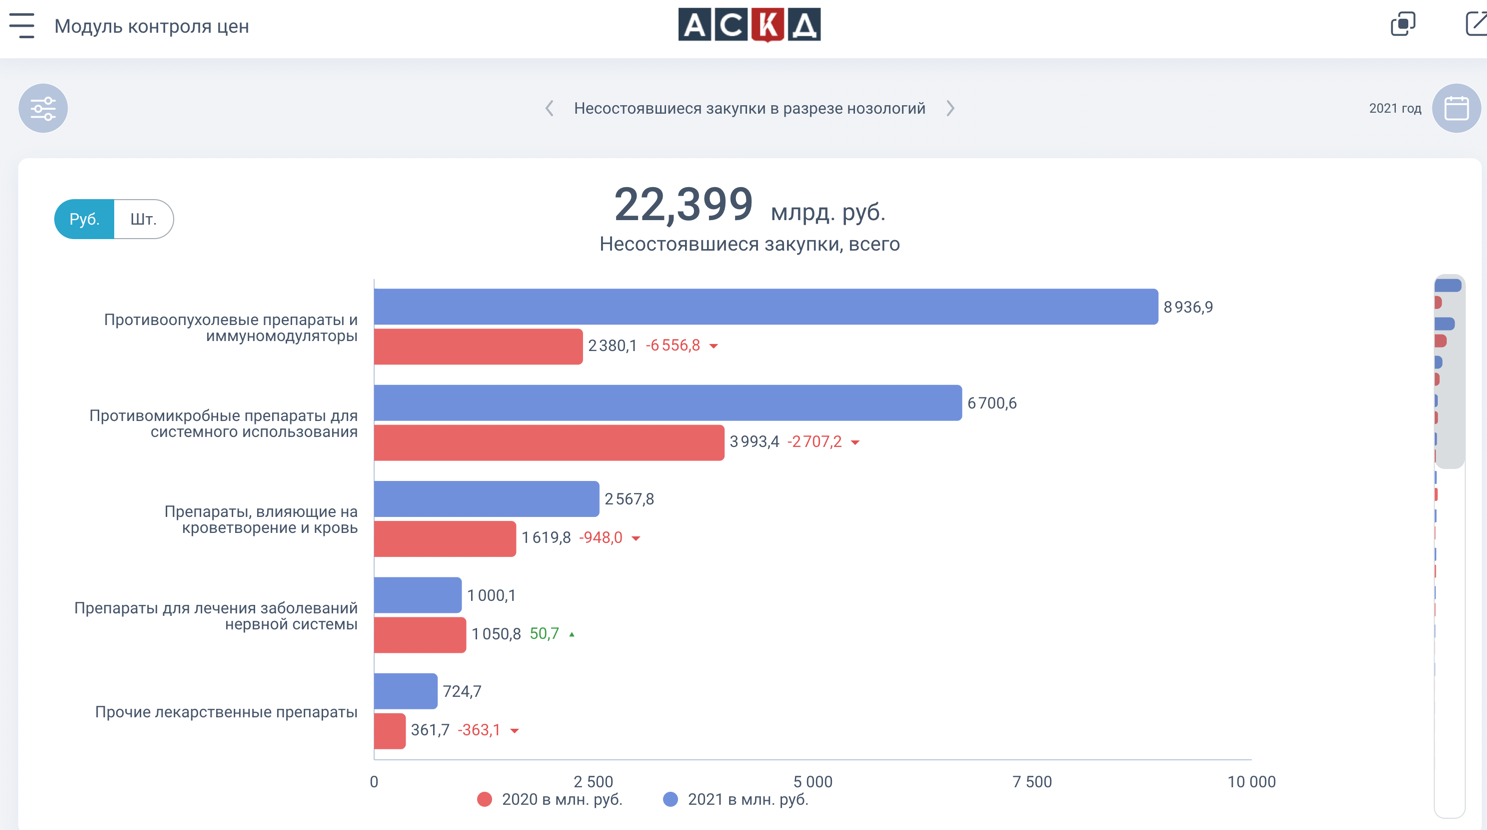 Модуль контроля цен
АСКД
Несостоявшиеся закупки в разрезе нозологий
2021 год
Руб.
Шт.
22,399 млрд. руб.
Несостоявшиеся закупки, всего
Противоопухолевые препараты и
иммуномодуляторы
8 936,9
2 380,1 -6 556,8
Противомикробные препараты для
системного использования
6 700,6
3 993,4 -2 707,2
Препараты, влияющие на
кроветворение и кровь
2 567,8
1 619,8 -948,0
Препараты для лечения заболеваний
нервной системы
1 000,1
1 050,8 50,7
Прочие лекарственные препараты
724,7
361,7 -363,1
0 2 500 5 000 7 500 10 000
2020 в млн. руб. 2021 в млн. руб.